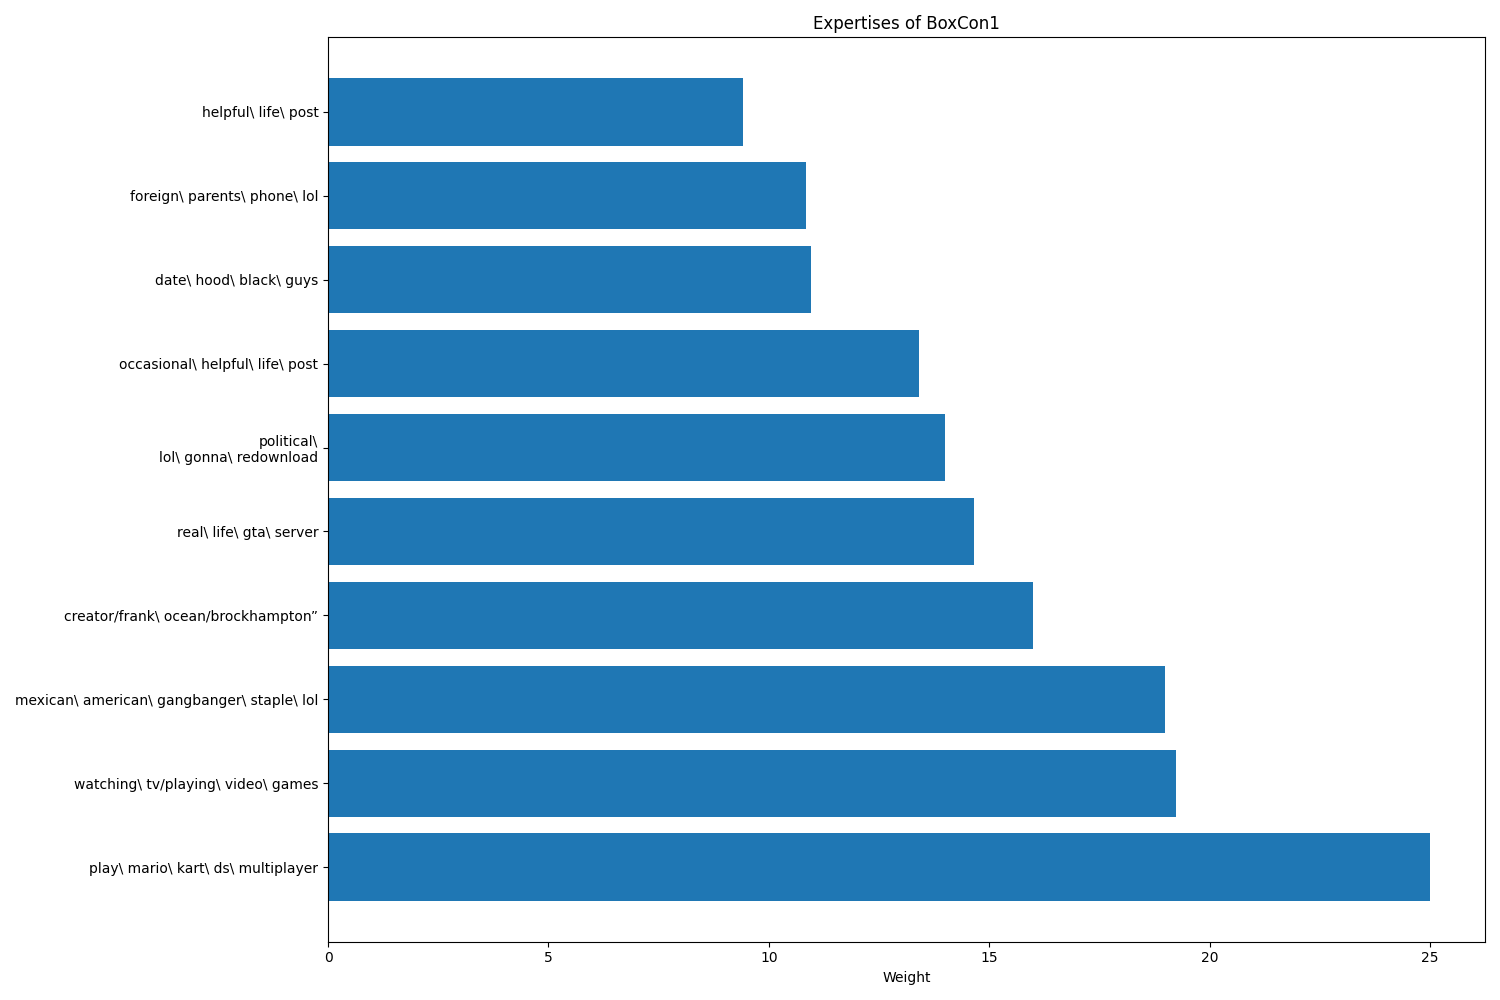 Expertises of BoxCon1
helpful\ life\ post
foreign\ parents\ phone\ lol
date\ hood\ black\ guys
occasional\ helpful\ life\ post
political\
lol\ gonna\ redownload
real\ life\ gta\ server
creator/frank\ ocean/brockhampton”
mexican\ american\ gangbanger\ staple\ lol
watching\ tv/playing\ video\ games
play\ mario\ kart\ ds\ multiplayer
0 5 10 15 20 25
Weight